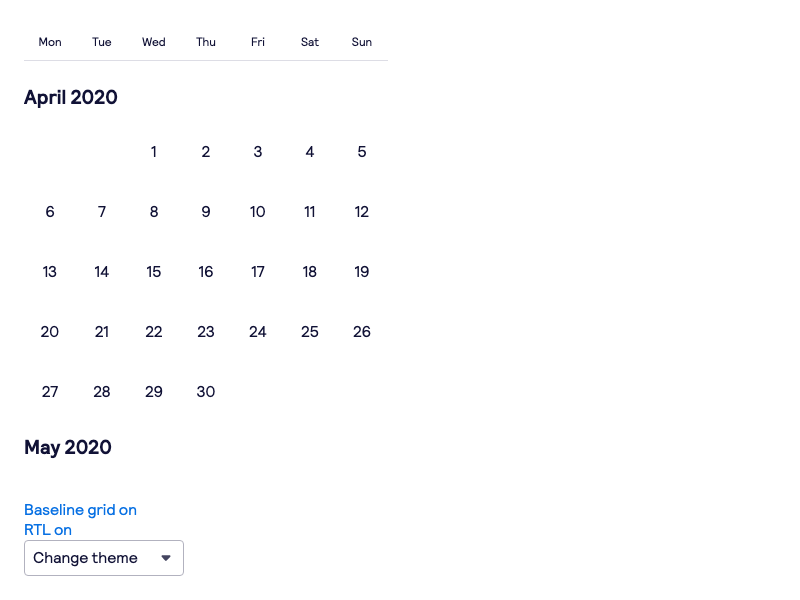 Mon Tue Wed Thu Fri Sat Sun
April 2020
1 2 3 4 5
6 7 8 9 10 11 12
13 14 15 16 17 18 19
20 21 22 23 24 25 26
27 28 29 30
May 2020
Baseline grid on
RTL on
Change theme